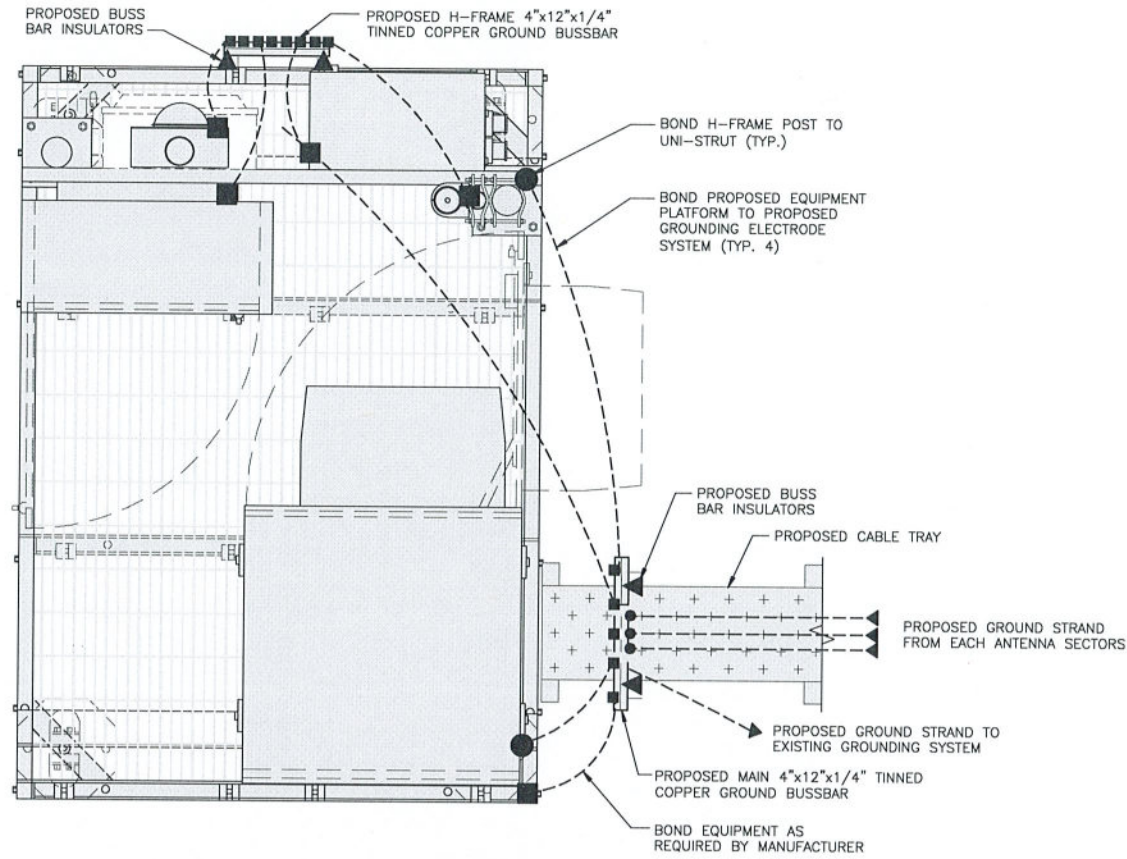 PROPOSED BUSS
BAR INSULATORS
PROPOSED H-FRAME 4"x12"x1/4"
TINNED COPPER GROUND BUSSBAR
BOND H-FRAME POST TO
UNI-STRUT (TYP.)
BOND PROPOSED EQUIPMENT
PLATFORM TO PROPOSED
GROUNDING ELECTRODE
SYSTEM (TYP. 4)
PROPOSED BUSS
BAR INSULATORS
PROPOSED CABLE TRAY
PROPOSED GROUND STRAND
FROM EACH ANTENNA SECTORS
PROPOSED GROUND STRAND TO
EXISTING GROUNDING SYSTEM
PROPOSED MAIN 4"x12"x1/4" TINNED
COPPER GROUND BUSSBAR
BOND EQUIPMENT AS
REQUIRED BY MANUFACTURER